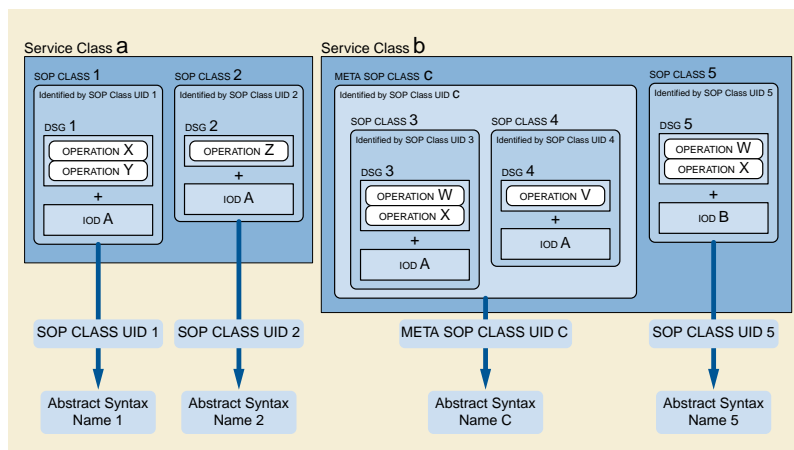 Service Class a
SOP CLASS 1
Identified by SOP Class UID 1
DSG 1
OPERATION X
OPERATION Y
+
IOD A
SOP CLASS 2
Identified by SOP Class UID 2
DSG 2
OPERATION Z
+
IOD A
Service Class b
META SOP CLASS C
Identified by SOP Class UID C
SOP CLASS 3
Identified by SOP Class UID 3
DSG 3
OPERATION W
OPERATION X
+
IOD A
SOP CLASS 4
Identified by SOP Class UID 4
DSG 4
OPERATION V
+
IOD A
SOP CLASS 5
Identified by SOP Class UID 5
DSG 5
OPERATION W
OPERATION X
+
IOD B
SOP CLASS UID 1
SOP CLASS UID 2
META SOP CLASS UID C
SOP CLASS UID 5
Abstract Syntax
Name 1
Abstract Syntax
Name 2
Abstract Syntax
Name C
Abstract Syntax
Name 5